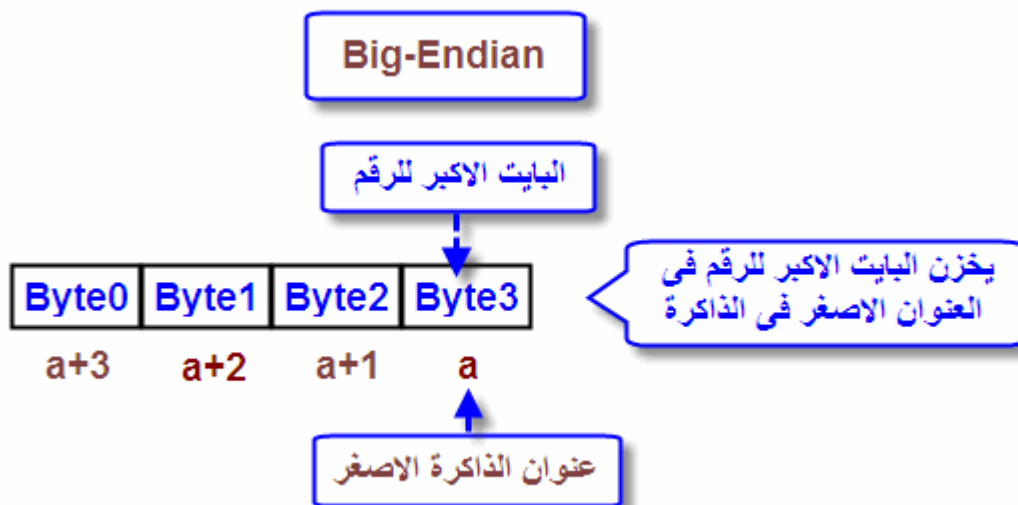 Big-Endian
البايت الاكبر للرقم
يخزن البايت الاكبر للرقم فى
العنوان الاصغر فى الذاكرة
Byte0 Byte1 Byte2 Byte3
a+3 a+2 a+1 a
عنوان الذاكرة الاصغر